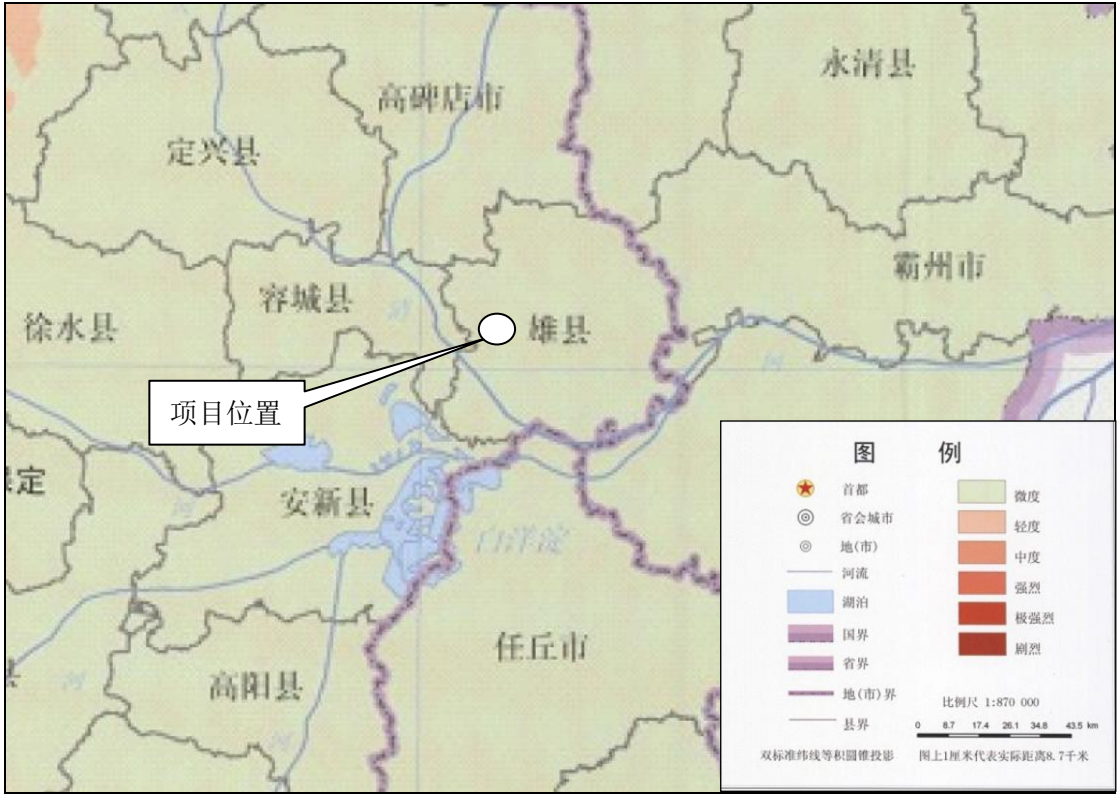 永清县
高碑店市
定兴县
霸州市
容城县
徐水县
雄县
项目位置
定
安新县
白洋淀
任丘市
高阳县
河
河
河
河
图 例
首都
省会城市
地(市)
河流
湖泊
国界
省界
地(市)界
县界
微度
轻度
中度
强烈
极强烈
剧烈
比例尺 1:870 000
0 8.7 17.4 26.1 34.8 43.5 km
双标准纬线等积圆锥投影
图上1厘米代表实际距离8.7千米